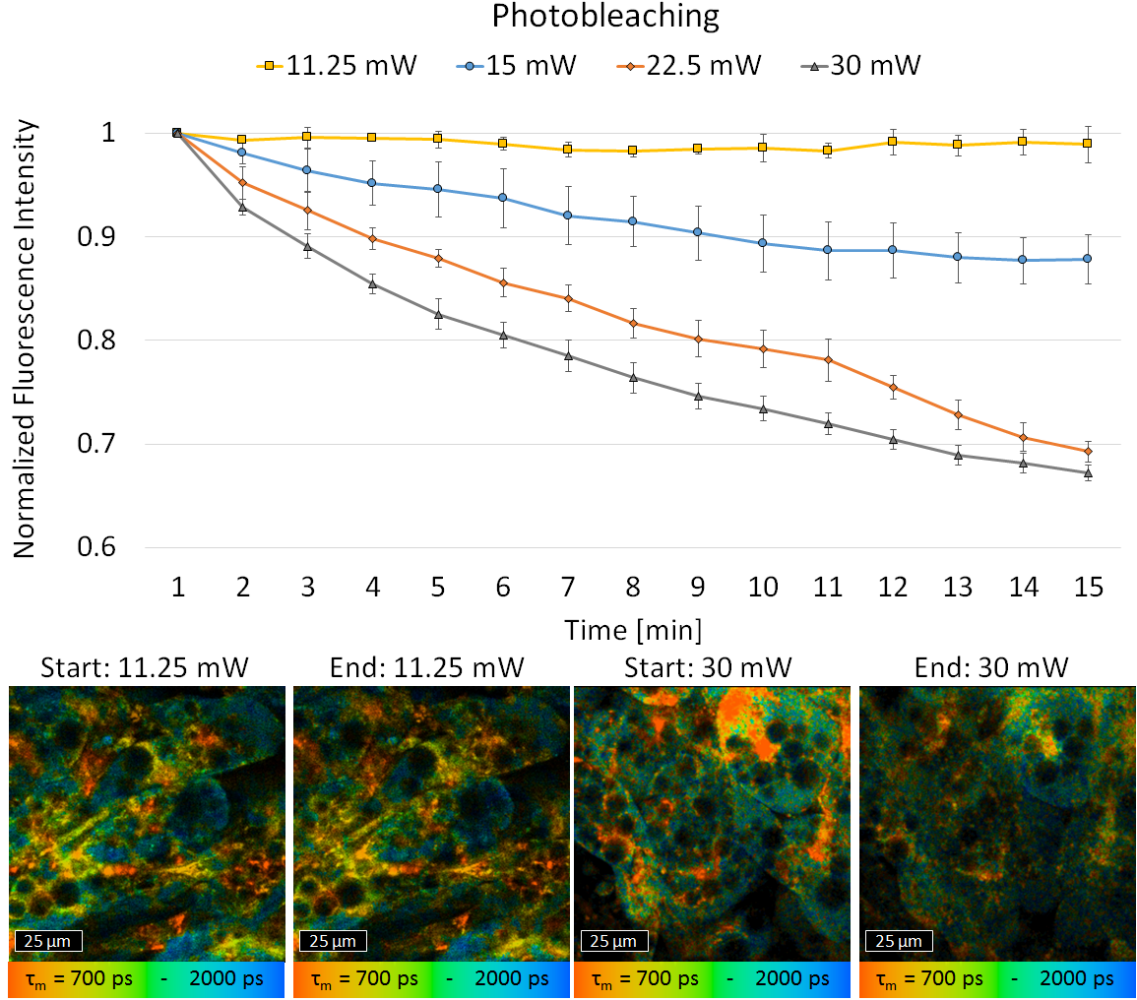 Photobleaching
11.25 mW 15 mW 22.5 mW 30 mW
Normalized Fluorescence Intensity
1
0.9
0.8
0.7
0.6
1 2 3 4 5 6 7 8 9 10 11 12 13 14 15
Time [min]
Start: 11.25 mW End: 11.25 mW Start: 30 mW End: 30 mW
25 µm 25 µm 25 µm 25 µm
τm = 700 ps - 2000 ps τm = 700 ps - 2000 ps τm = 700 ps - 2000 ps τm = 700 ps - 2000 ps